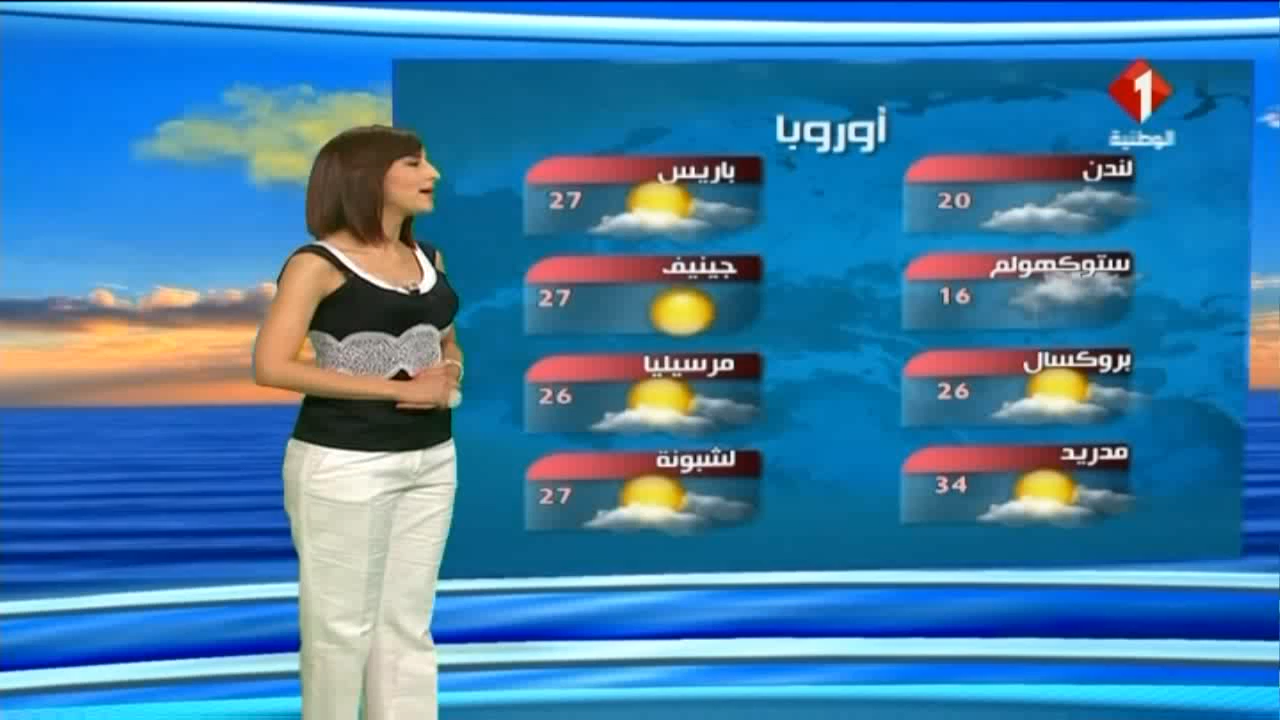 1
الوطنية
أوروبا
لندن
20
باريس
27
ستوكهولم
16
جينيف
27
بروكسال
26
مرسيليا
26
مدريد
34
لشبونة
27